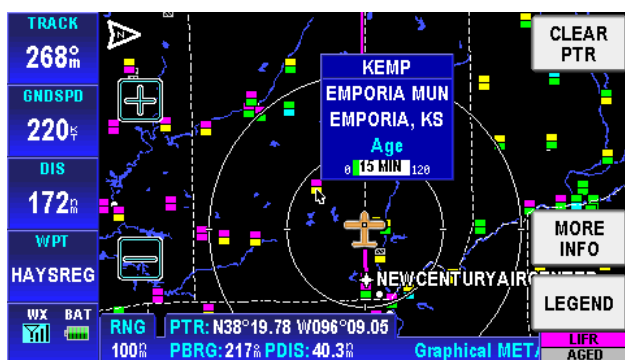 TRACK
268°m
GNDSPD
220kT
DIS
172nm
WPT
HAYSREG
WX BAT
N
KEMP
EMPORIA MUN
EMPORIA, KS
Age
0 15 MIN 120
CLEAR
PTR
MORE
INFO
NEWCENTURYAIRCENTER
LEGEND
RNG
100nm
PTR: N38°19.78 W096°09.05
PBRG:217°m PDIS:40.3nm
Graphical META
LIFR
AGED